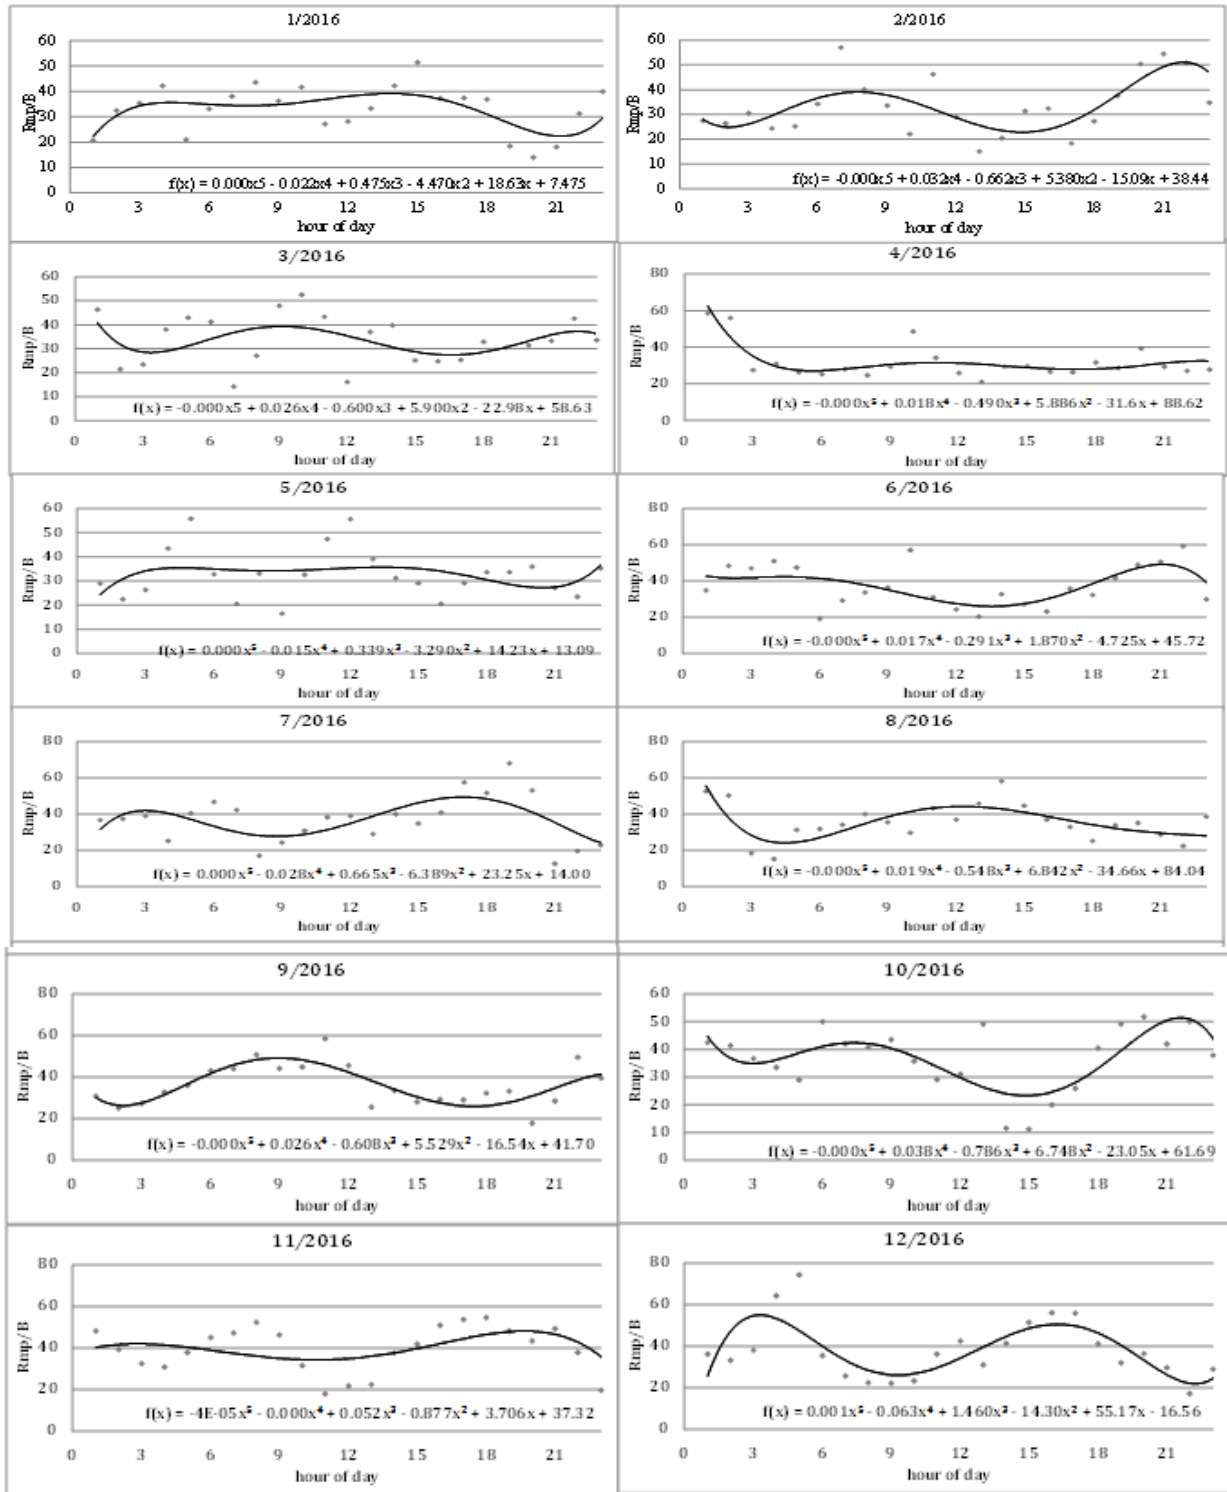 1/2016
Rmp/B
60
50
40
30
20
10
0
f(x) = 0.000x5 - 0.022x4 + 0.475x3 - 4.470x2 + 18.63x + 7.475
0 3 6 9 12 15 18 21
hour of day
2/2016
Rmp/B
60
50
40
30
20
10
0
f(x) = -0.000x5 + 0.032x4 - 0.662x3 + 5.380x2 - 15.09x + 38.44
0 3 6 9 12 15 18 21
hour of day
3/2016
Rmp/B
60
50
40
30
20
10
0
f(x) = -0.000x5 + 0.026x4 - 0.600x3 + 5.900x2 - 22.98x + 58.63
0 3 6 9 12 15 18 21
hour of day
4/2016
Rmp/B
80
60
40
20
0
f(x) = -0.000x⁵ + 0.018x⁴ - 0.490x³ + 5.886x² - 31.6x + 88.62
0 3 6 9 12 15 18 21
hour of day
5/2016
Rmp/B
60
50
40
30
20
10
0
f(x) = 0.000x⁵ - 0.015x⁴ + 0.339x³ - 3.290x² + 14.23x + 13.09
0 3 6 9 12 15 18 21
hour of day
6/2016
Rmp/B
80
60
40
20
0
f(x) = -0.000x⁵ + 0.017x⁴ - 0.291x³ + 1.870x² - 4.725x + 45.72
0 3 6 9 12 15 18 21
hour of day
7/2016
Rmp/B
80
60
40
20
0
f(x) = 0.000x⁵ - 0.028x⁴ + 0.665x³ - 6.389x² + 23.25x + 14.00
0 3 6 9 12 15 18 21
hour of day
8/2016
Rmp/B
80
60
40
20
0
f(x) = -0.000x⁵ + 0.019x⁴ - 0.548x³ + 6.842x² - 34.66x + 84.04
0 3 6 9 12 15 18 21
hour of day
9/2016
Rmp/B
80
60
40
20
0
f(x) = -0.000x⁵ + 0.026x⁴ - 0.608x³ + 5.529x² - 16.54x + 41.70
0 3 6 9 12 15 18 21
hour of day
10/2016
Rmp/B
60
50
40
30
20
10
0
f(x) = -0.000x⁵ + 0.038x⁴ - 0.786x³ + 6.748x² - 23.05x + 61.69
0 3 6 9 12 15 18 21
hour of day
11/2016
Rmp/B
80
60
40
20
0
f(x) = -4E-05x⁵ - 0.000x⁴ + 0.052x³ - 0.877x² + 3.706x + 37.32
0 3 6 9 12 15 18 21
hour of day
12/2016
Rmp/B
80
60
40
20
0
f(x) = 0.001x⁵ - 0.063x⁴ + 1.460x³ - 14.30x² + 55.17x - 16.56
0 3 6 9 12 15 18 21
hour of day